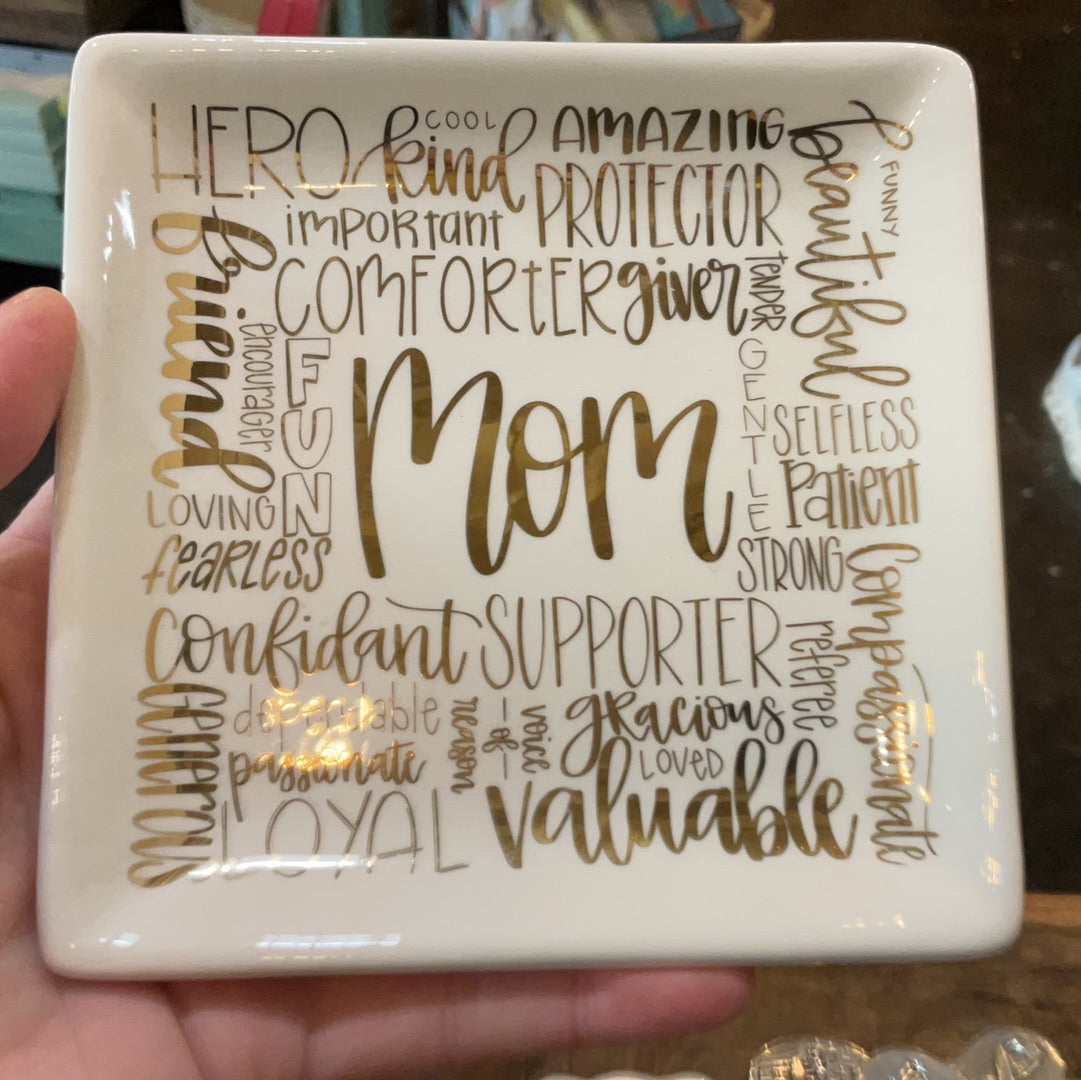 HERO
COOL
kind
AMAZING
PROTECTOR
beautiful
FUNNY
important
COMFORTER
giver
TENDER
friend
encourager
FUN
Mom
GENTLE
SELFLESS
Patient
LOVING
feARLESS
STRONG
Compassionate
Confidant
SUPPORTER
referee
generous
dependable
passionate
voice
-of-
reason
gracious
LOVED
LOYAL
valuable